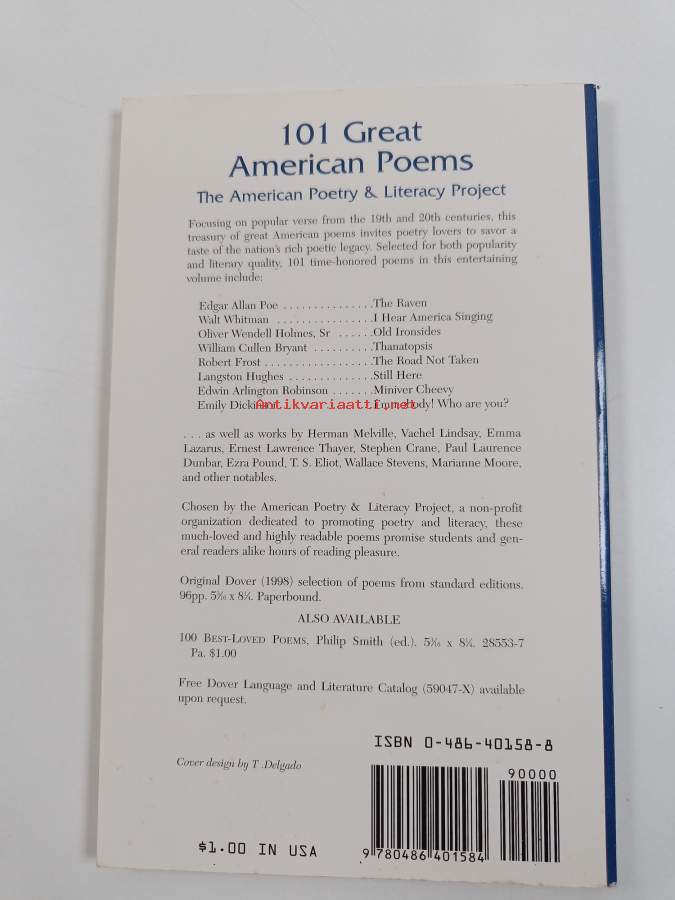 101 Great
American Poems
The American Poetry & Literacy Project
Focusing on popular verse from the 19th and 20th centuries, this
treasury of great American poems invites poetry lovers to savor a
taste of the nation's rich poetic legacy. Selected for both popularity
and literary quality, 101 time-honored poems in this entertaining
volume include:
Edgar Allan Poe . . . . . . . . . . . . . . .The Raven
Walt Whitman . . . . . . . . . . . . . . . .I Hear America Singing
Oliver Wendell Holmes, Sr . . . . . .Old Ironsides
William Cullen Bryant . . . . . . . . . .Thanatopsis
Robert Frost . . . . . . . . . . . . . . . . . .The Road Not Taken
Langston Hughes . . . . . . . . . . . . . .Still Here
Edwin Arlington Robinson . . . . . . .Miniver Cheevy
Emily Dickinson Antikvariaatti.net I'm nobody! Who are you?
. . . as well as works by Herman Melville, Vachel Lindsay, Emma
Lazarus, Ernest Lawrence Thayer, Stephen Crane, Paul Laurence
Dunbar, Ezra Pound, T. S. Eliot, Wallace Stevens, Marianne Moore,
and other notables.
Chosen by the American Poetry & Literacy Project, a non-profit
organization dedicated to promoting poetry and literacy, these
much-loved and highly readable poems promise students and gen-
eral readers alike hours of reading pleasure.
Original Dover (1998) selection of poems from standard editions.
96pp. 5³⁄₁₆ x 8¼. Paperbound.
ALSO AVAILABLE
100 BEST-LOVED POEMS, Philip Smith (ed.). 5³⁄₁₆ x 8¼. 28553-7
Pa. $1.00
Free Dover Language and Literature Catalog (59047-X) available
upon request.
ISBN 0-486-40158-8
Cover design by T .Delgado
90000
$1.00 IN USA
9 780486 401584